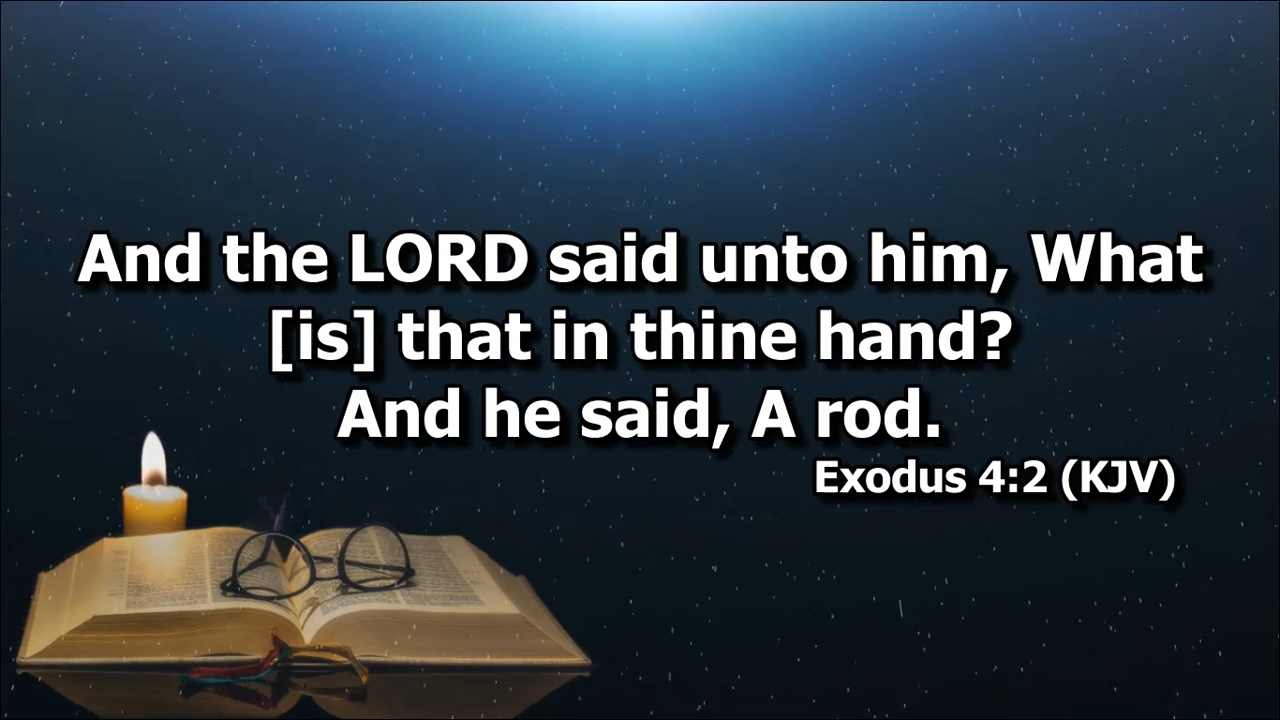 And the LORD said unto him, What
[is] that in thine hand?
And he said, A rod.
Exodus 4:2 (KJV)